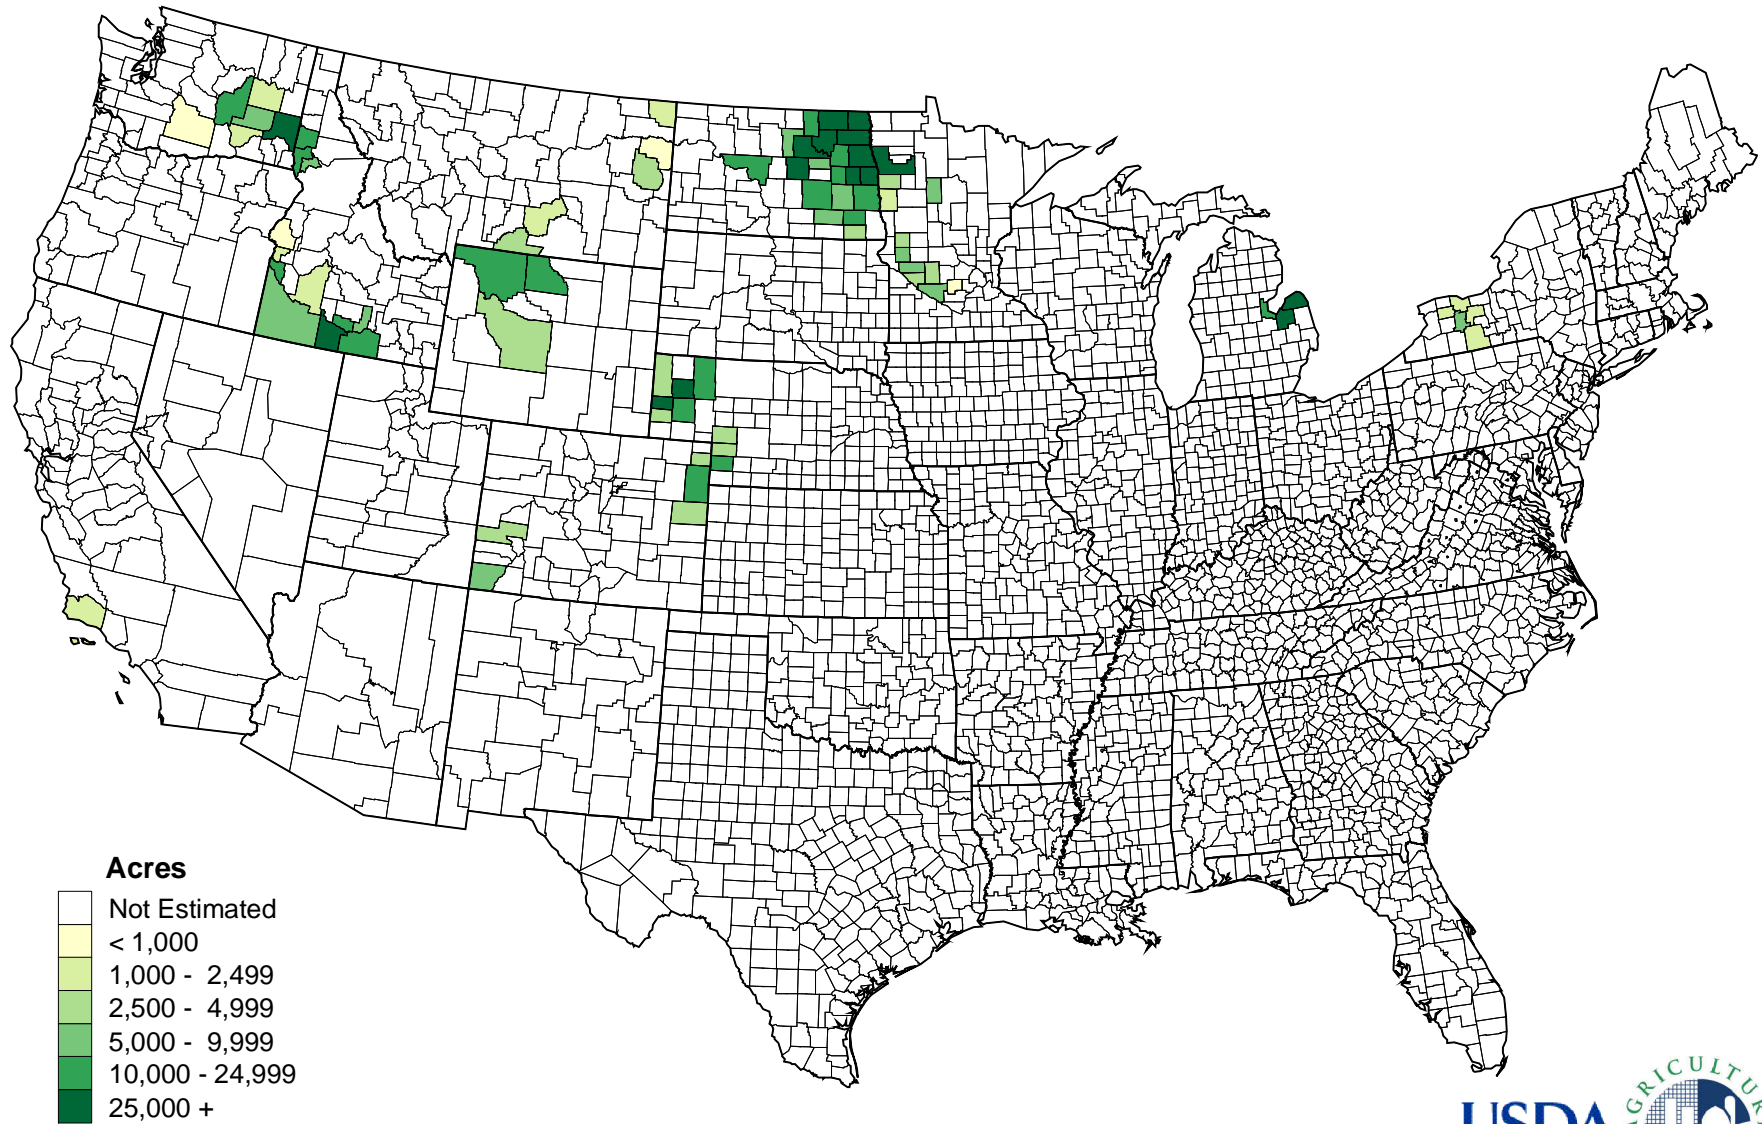 Acres
Not Estimated
< 1,000
1,000 - 2,499
2,500 - 4,999
5,000 - 9,999
10,000 - 24,999
25,000 +
USDA
AGRICULTUR